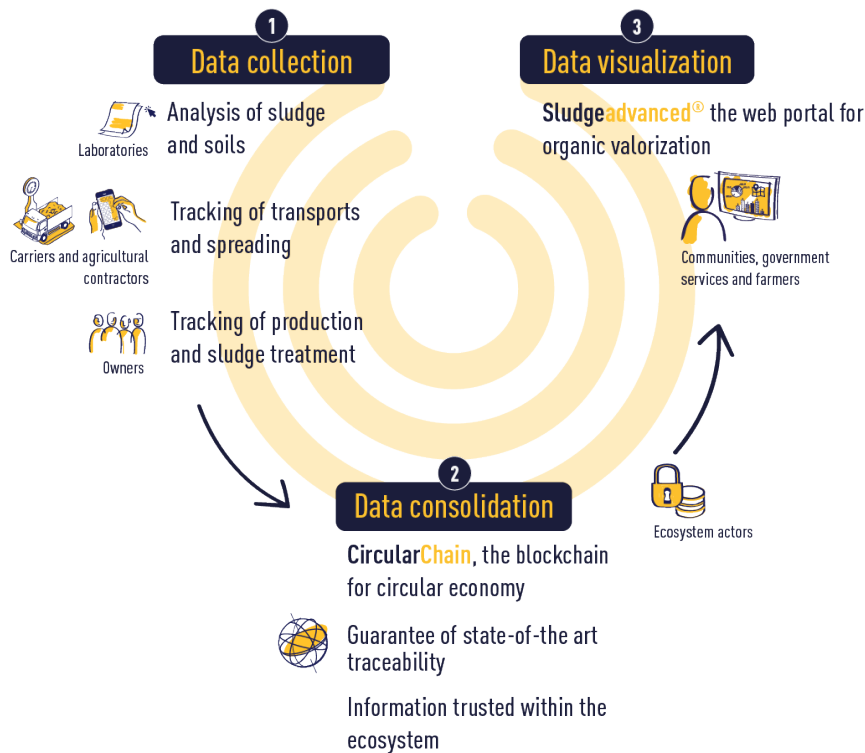 1
Data collection
Laboratories
Analysis of sludge
and soils
Carriers and agricultural
contractors
Tracking of transports
and spreading
Owners
Tracking of production
and sludge treatment
2
Data consolidation
CircularChain, the blockchain
for circular economy
Guarantee of state-of-the art
traceability
Information trusted within the
ecosystem
Ecosystem actors
3
Data visualization
Sludgeadvanced® the web portal for
organic valorization
Communities, government
services and farmers